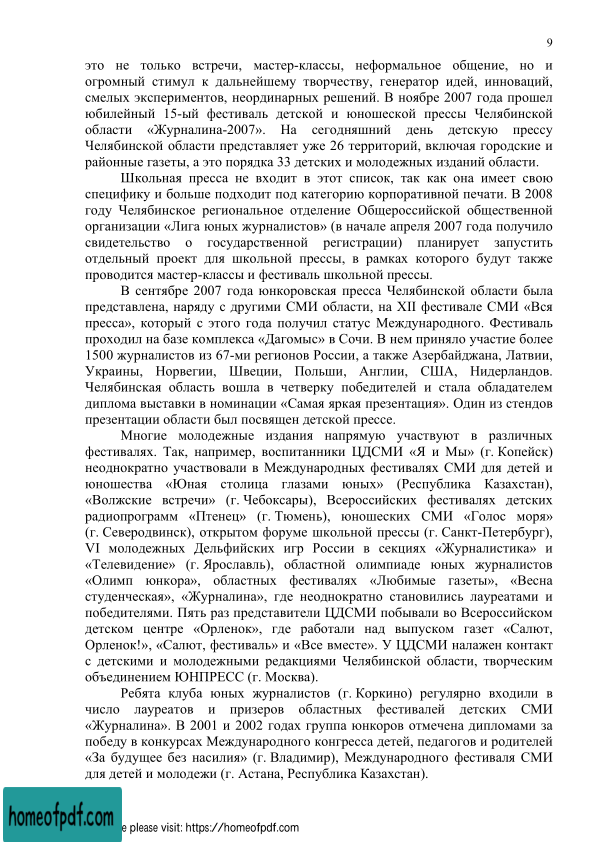 9
это не только встречи, мастер-классы, неформальное общение, но и
огромный стимул к дальнейшему творчеству, генератор идей, инноваций,
смелых экспериментов, неординарных решений. В ноябре 2007 года прошел
юбилейный 15-ый фестиваль детской и юношеской прессы Челябинской
области «Журналина-2007». На сегодняшний день детскую прессу
Челябинской области представляет уже 26 территорий, включая городские и
районные газеты, а это порядка 33 детских и молодежных изданий области.
Школьная пресса не входит в этот список, так как она имеет свою
специфику и больше подходит под категорию корпоративной печати. В 2008
году Челябинское региональное отделение Общероссийской общественной
организации «Лига юных журналистов» (в начале апреля 2007 года получило
свидетельство о государственной регистрации) планирует запустить
отдельный проект для школьной прессы, в рамках которого будут также
проводится мастер-классы и фестиваль школьной прессы.
В сентябре 2007 года юнкоровская пресса Челябинской области была
представлена, наряду с другими СМИ области, на XII фестивале СМИ «Вся
пресса», который с этого года получил статус Международного. Фестиваль
проходил на базе комплекса «Дагомыс» в Сочи. В нем приняло участие более
1500 журналистов из 67-ми регионов России, а также Азербайджана, Латвии,
Украины, Норвегии, Швеции, Польши, Англии, США, Нидерландов.
Челябинская область вошла в четверку победителей и стала обладателем
диплома выставки в номинации «Самая яркая презентация». Один из стендов
презентации области был посвящен детской прессе.
Многие молодежные издания напрямую участвуют в различных
фестивалях. Так, например, воспитанники ЦДСМИ «Я и Мы» (г. Копейск)
неоднократно участвовали в Международных фестивалях СМИ для детей и
юношества «Юная столица глазами юных» (Республика Казахстан),
«Волжские встречи» (г. Чебоксары), Всероссийских фестивалях детских
радиопрограмм «Птенец» (г. Тюмень), юношеских СМИ «Голос моря»
(г. Северодвинск), открытом форуме школьной прессы (г. Санкт-Петербург),
VI молодежных Дельфийских игр России в секциях «Журналистика» и
«Телевидение» (г. Ярославль), областной олимпиаде юных журналистов
«Олимп юнкора», областных фестивалях «Любимые газеты», «Весна
студенческая», «Журналина», где неоднократно становились лауреатами и
победителями. Пять раз представители ЦДСМИ побывали во Всероссийском
детском центре «Орленок», где работали над выпуском газет «Салют,
Орленок!», «Салют, фестиваль» и «Все вместе». У ЦДСМИ налажен контакт
с детскими и молодежными редакциями Челябинской области, творческим
объединением ЮНПРЕСС (г. Москва).
Ребята клуба юных журналистов (г. Коркино) регулярно входили в
число лауреатов и призеров областных фестивалей детских СМИ
«Журналина». В 2001 и 2002 годах группа юнкоров отмечена дипломами за
победу в конкурсах Международного конгресса детей, педагогов и родителей
«За будущее без насилия» (г. Владимир), Международного фестиваля СМИ
для детей и молодежи (г. Астана, Республика Казахстан).
homeofpdf.com
please visit: https://homeofpdf.com